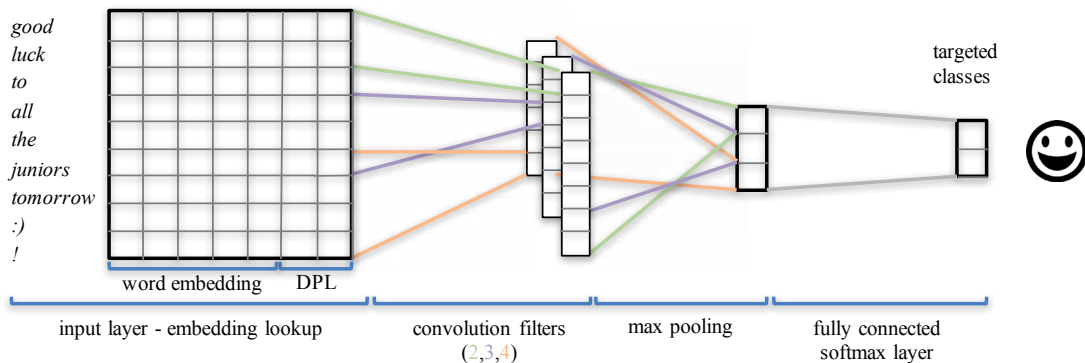 good
luck
to
all
the
juniors
tomorrow
:)
!
targeted
classes
word embedding
DPL
input layer - embedding lookup
convolution filters
(2,3,4)
max pooling
fully connected
softmax layer